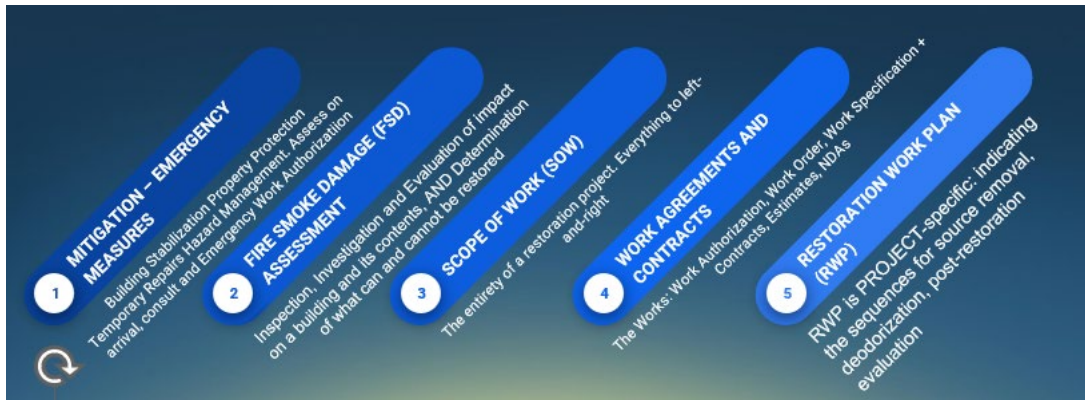 1
MITIGATION – EMERGENCY
MEASURES
Building Stabilization Property Protection
Temporary Repairs Hazard Management. Assess on
arrival, consult and Emergency Work Authorizatiion
2
FIRE SMOKE DAMAGE (FSD)
ASSESSMENT
Inspection, Investigation and Evaluation of Impact
on a building and its contents, AND Determination
of what can and cannot be restored
3
SCOPE OF WORK (SOW)
The entirety of a restoration project. Everything to left-
and-right
4
WORK AGREEMENTS AND
CONTRACTS
The Works: Work Authorization, Work Order, Work Specification +
Contracts, Estimates, NDAs
5
RESTORATION WORK PLAN
(RWP)
RWP is PROJECT-specific: indicating
the sequences for source removal,
deodorization, post-restoration
evaluation